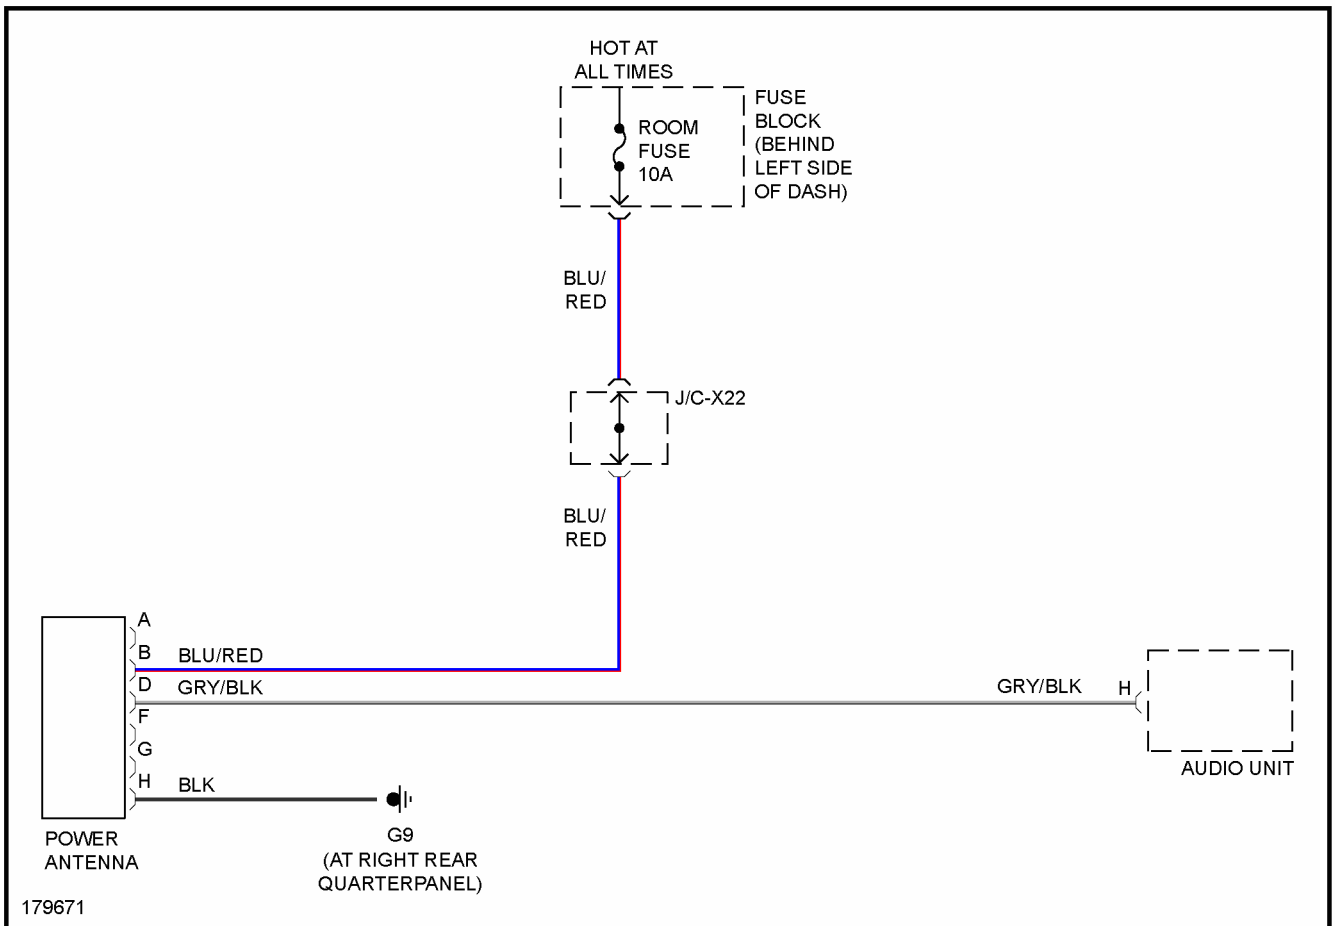 HOT AT
ALL TIMES
FUSE
BLOCK
(BEHIND
LEFT SIDE
OF DASH)
ROOM
FUSE
10A
BLU/
RED
J/C-X22
BLU/
RED
A
B
BLU/RED
D
GRY/BLK
GRY/BLK
H
F
G
H
BLK
AUDIO UNIT
POWER
ANTENNA
G9
(AT RIGHT REAR
QUARTERPANEL)
179671